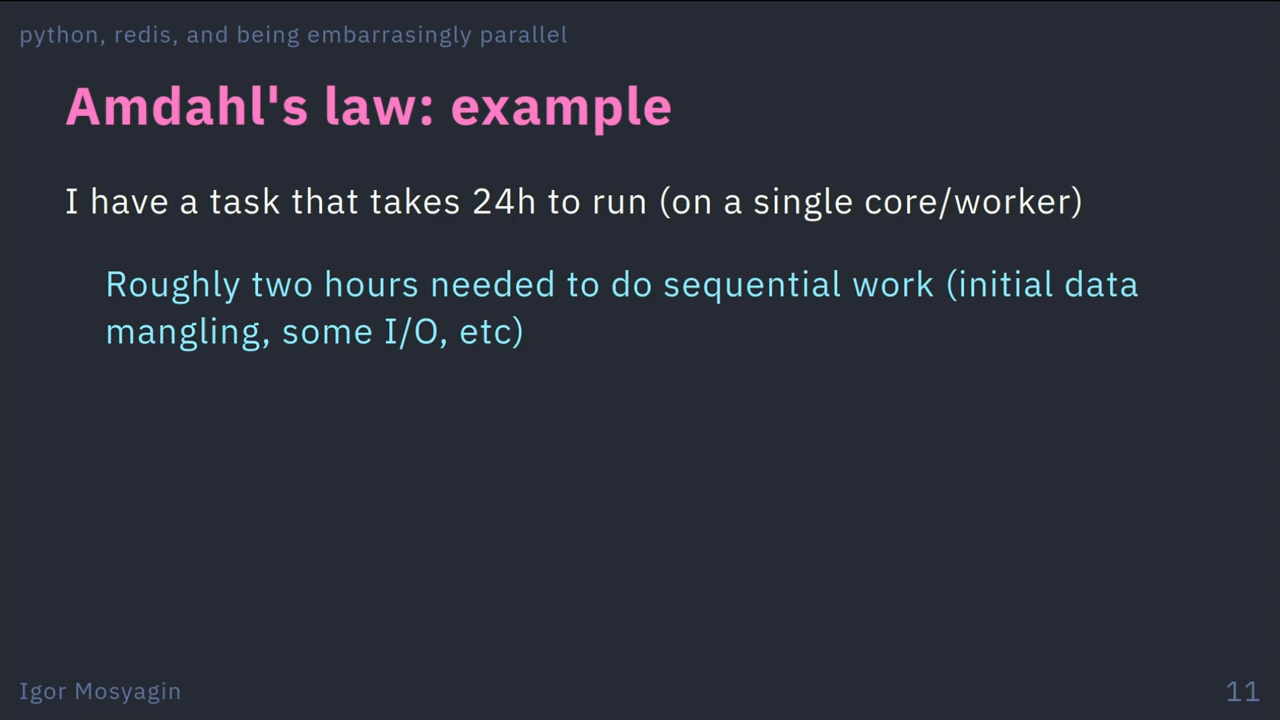 python, redis, and being embarrasingly parallel
Amdahl's law: example
I have a task that takes 24h to run (on a single core/worker)
Roughly two hours needed to do sequential work (initial data
mangling, some I/O, etc)
Igor Mosyagin
11